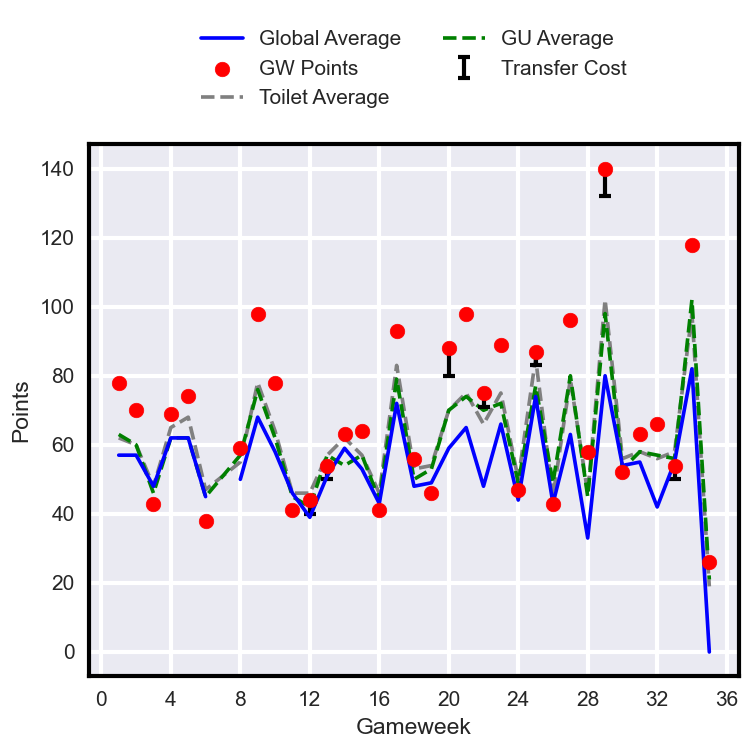 Global Average
GW Points
Toilet Average
GU Average
Transfer Cost
140
120
100
80
60
40
20
0
Points
0 4 8 12 16 20 24 28 32 36
Gameweek